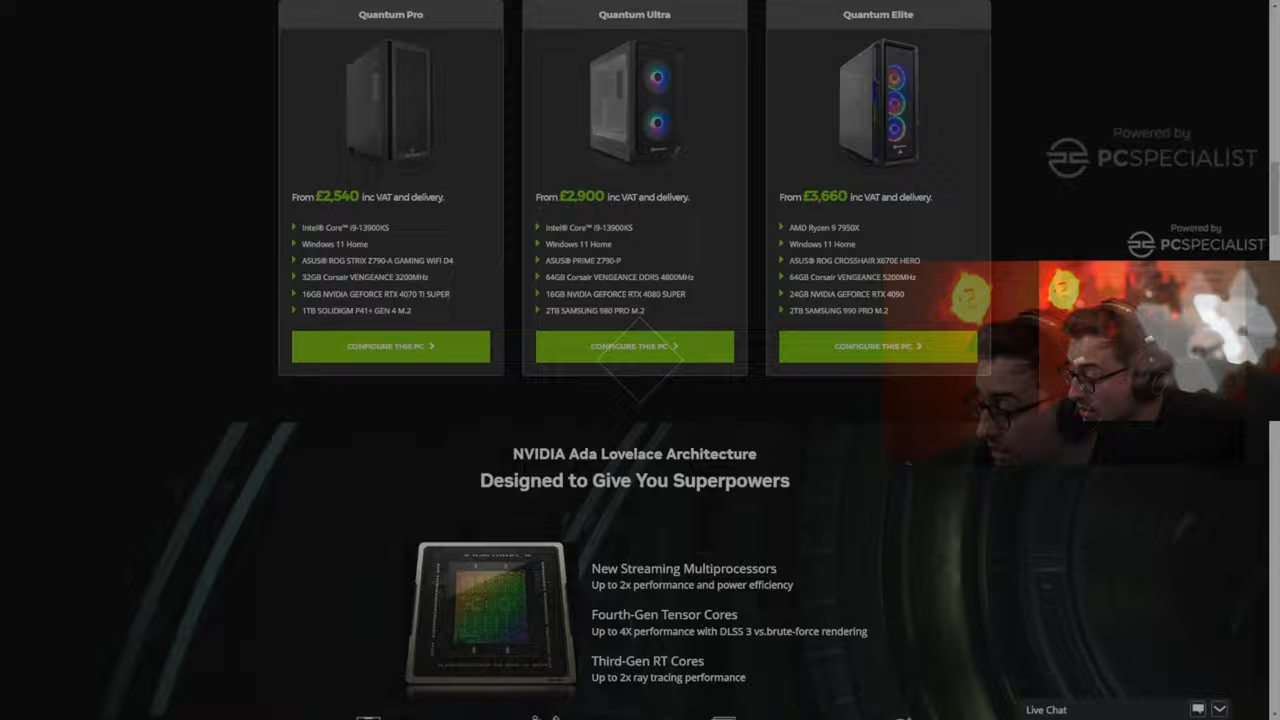 Quantum Pro
Quantum Ultra
Quantum Elite
From £2,540 inc VAT and delivery.
From £2,900 inc VAT and delivery.
From £3,660 inc VAT and delivery.
Intel® Core™ i9-13900KS
Windows 11 Home
ASUS® ROG STRIX Z790-A GAMING WIFI D4
32GB Corsair VENGEANCE 3200MHz
16GB NVIDIA GEFORCE RTX 4070 TI SUPER
1TB SOLIDIGM P41+ GEN 4 M.2
CONFIGURE THIS PC
Intel® Core™ i9-13900KS
Windows 11 Home
ASUS® PRIME Z790-P
64GB Corsair VENGEANCE DDR5 4800MHz
16GB NVIDIA GEFORCE RTX 4080 SUPER
2TB SAMSUNG 980 PRO M.2
CONFIGURE THIS PC
AMD Ryzen 9 7950X
Windows 11 Home
ASUS® ROG CROSSHAIR X670E HERO
64GB Corsair VENGEANCE 5200MHz
24GB NVIDIA GEFORCE RTX 4090
2TB SAMSUNG 990 PRO M.2
CONFIGURE THIS PC
Powered by
PCSPECIALIST
Powered by
PCSPECIALIST
NVIDIA Ada Lovelace Architecture
Designed to Give You Superpowers
New Streaming Multiprocessors
Up to 2x performance and power efficiency
Fourth-Gen Tensor Cores
Up to 4X performance with DLSS 3 vs.brute-force rendering
Third-Gen RT Cores
Up to 2x ray tracing performance
Live Chat